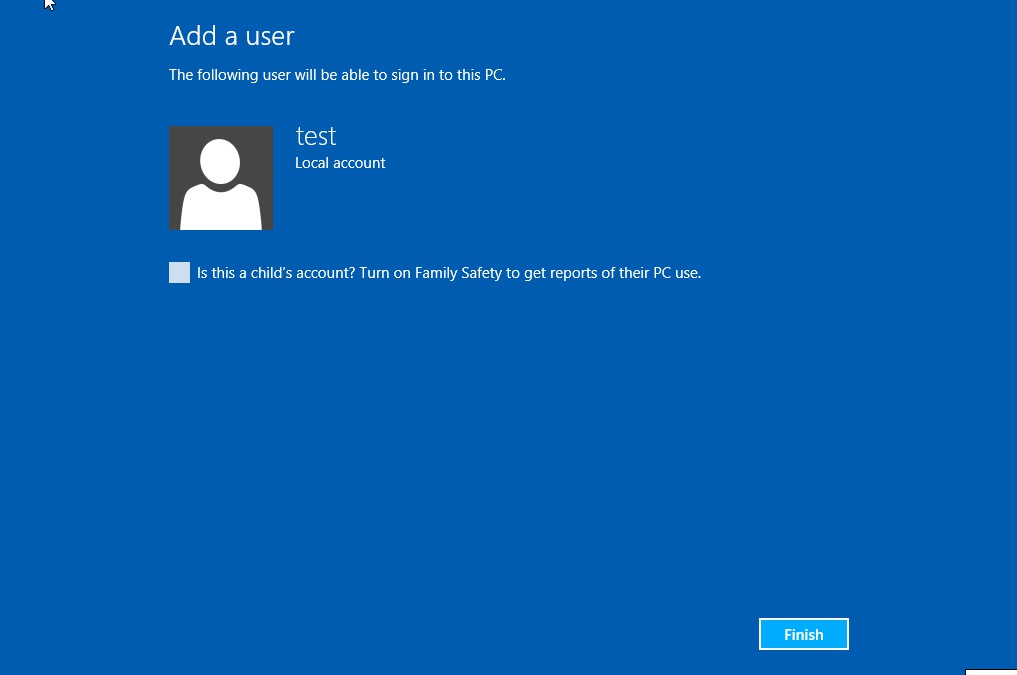 Add a user
The following user will be able to sign in to this PC.
test
Local account
Is this a child's account? Turn on Family Safety to get reports of their PC use.
Finish